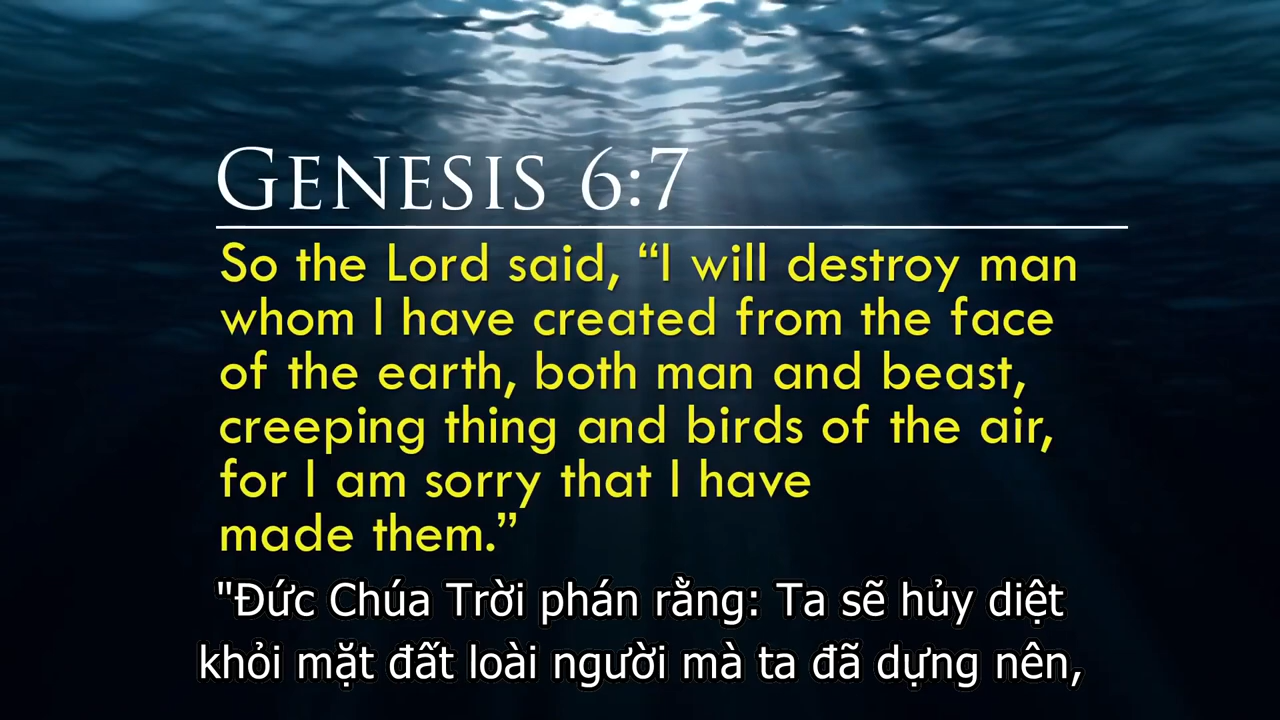 GENESIS 6:7
So the Lord said, “I will destroy man
whom I have created from the face
of the earth, both man and beast,
creeping thing and birds of the air,
for I am sorry that I have
made them.”
"Đức Chúa Trời phán rằng: Ta sẽ hủy diệt
khỏi mặt đất loài người mà ta đã dựng nên,